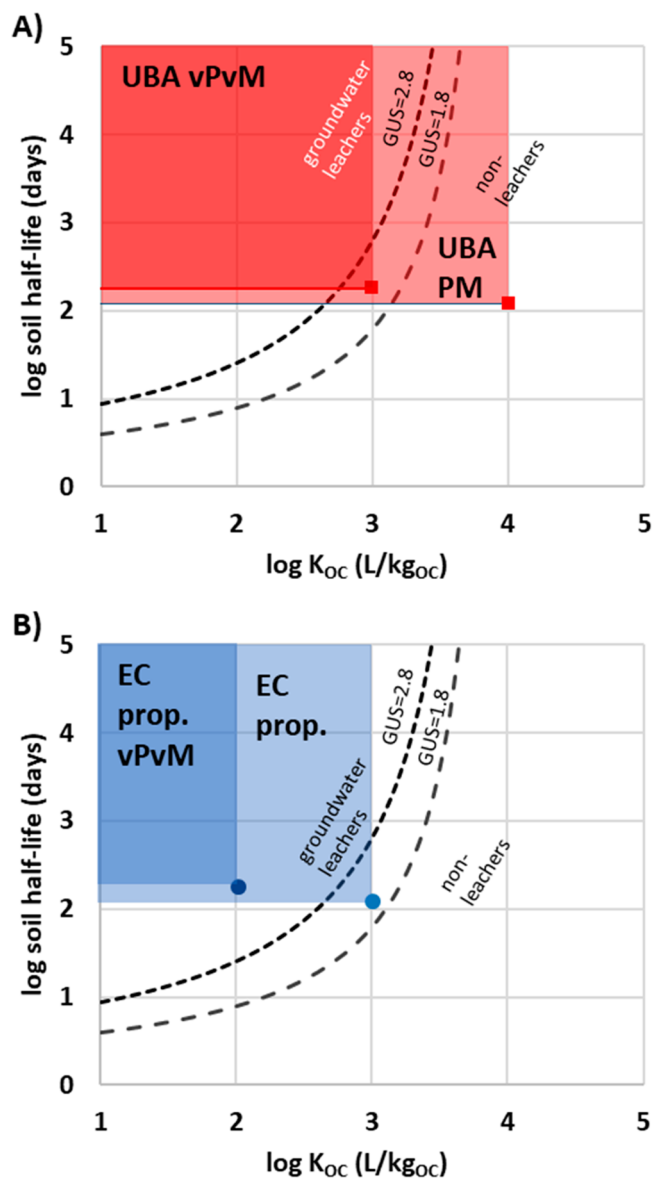 A)
5
4
3
2
1
0
log soil half-life (days)
UBA vPvM
groundwater
leachers
GUS=2.8
GUS=1.8
non-
leachers
UBA
PM
1 2 3 4 5
log KOC (L/kgOC)
B)
5
4
3
2
1
0
log soil half-life (days)
EC
prop.
vPvM
EC
prop.
groundwater
leachers
GUS=2.8
GUS=1.8
non-
leachers
1 2 3 4 5
log KOC (L/kgOC)